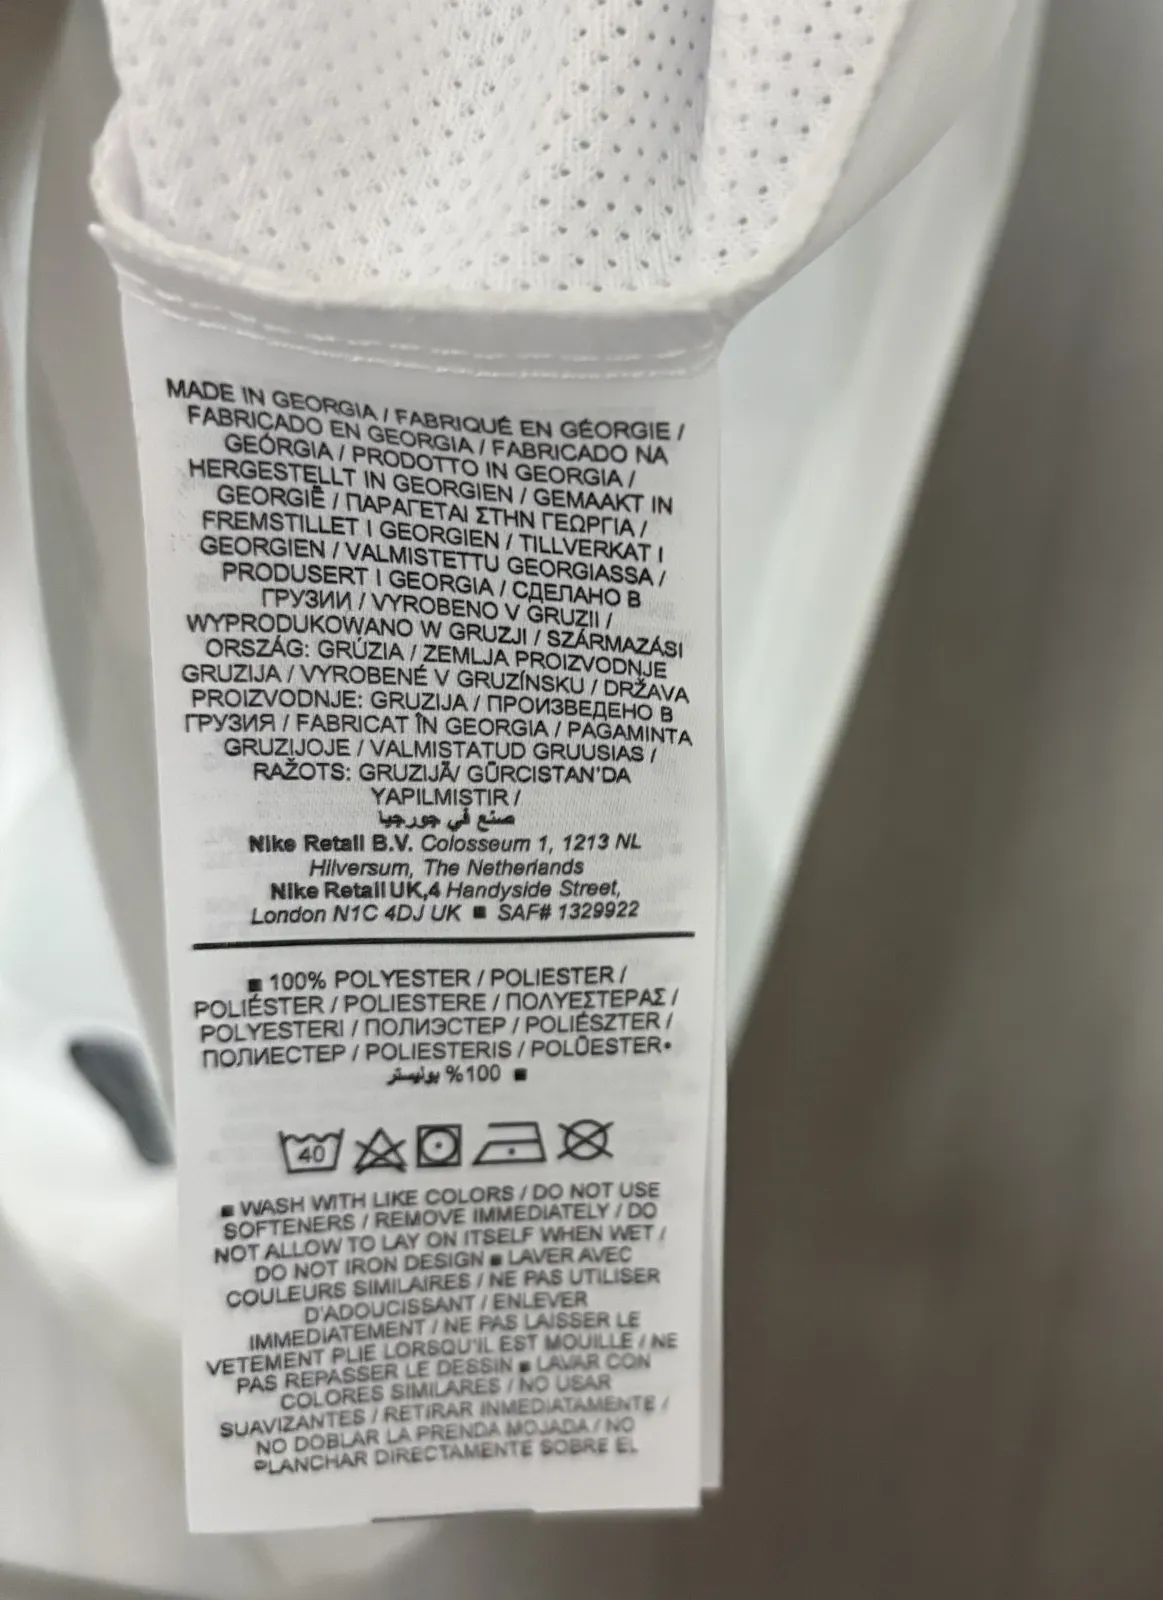 MADE IN GEORGIA / FABRIQUÉ EN GÉORGIE /
FABRICADO EN GEORGIA / FABRICADO NA
GEÓRGIA / PRODOTTO IN GEORGIA /
HERGESTELLT IN GEORGIEN / GEMAAKT IN
GEORGIË / ΠΑΡΑΓΕΤΑΙ ΣΤΗΝ ΓΕΩΡΓΙΑ /
FREMSTILLET I GEORGIEN / TILLVERKAT I
GEORGIEN / VALMISTETTU GEORGIASSA /
PRODUSERT I GEORGIA / СДЕЛАНО В
ГРУЗИИ / VYROBENO V GRUZII /
WYPRODUKOWANO W GRUZJI / SZÁRMAZÁSI
ORSZÁG: GRÚZIA / ZEMLJA PROIZVODNJE
GRUZIJA / VYROBENÉ V GRUZÍNSKU / DRŽAVA
PROIZVODNJE: GRUZIJA / ПРОИЗВЕДЕНО В
ГРУЗИЯ / FABRICAT ÎN GEORGIA / PAGAMINTA
GRUZIJOJE / VALMISTATUD GRUUSIAS /
RAŽOTS: GRUZIJĀ/ GÜRCISTAN'DA
YAPILMISTIR /
صنع في جورجيا
Nike Retail B.V. Colosseum 1, 1213 NL
Hilversum, The Netherlands
Nike Retail UK,4 Handyside Street,
London N1C 4DJ UK ■ SAF# 1329922
■ 100% POLYESTER / POLIESTER /
POLIÉSTER / POLIESTERE / ΠΟΛΥΕΣΤΕΡΑΣ /
POLYESTERI / ПОЛИЭСТЕР / POLIÉSZTER /
ПОЛИЕСТЕР / POLIESTERIS / POLÜESTER•
100% بوليستر ■
40
■ WASH WITH LIKE COLORS / DO NOT USE
SOFTENERS / REMOVE IMMEDIATELY / DO
NOT ALLOW TO LAY ON ITSELF WHEN WET /
DO NOT IRON DESIGN ■ LAVER AVEC
COULEURS SIMILAIRES / NE PAS UTILISER
D'ADOUCISSANT / ENLEVER
IMMEDIATEMENT / NE PAS LAISSER LE
VETEMENT PLIE LORSQU'IL EST MOUILLE / NE
PAS REPASSER LE DESSIN ■ LAVAR CON
COLORES SIMILARES / NO USAR
SUAVIZANTES / RETIRAR INMEDIATAMENTE /
NO DOBLAR LA PRENDA MOJADA / NO
PLANCHAR DIRECTAMENTE SOBRE EL